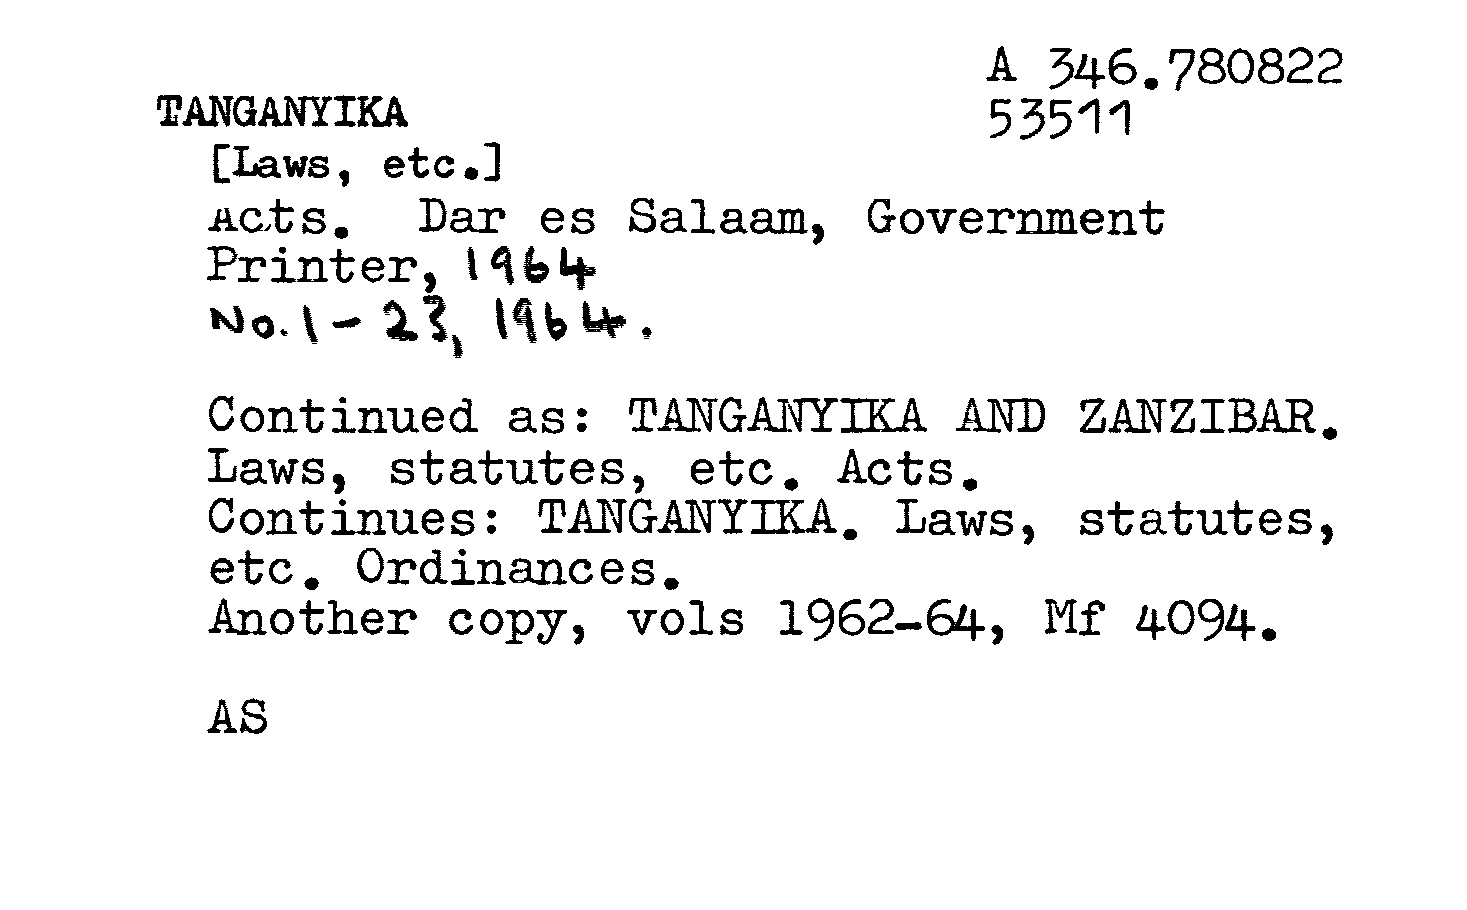 A 346.780822
53511
TANGANYIKA
[Laws, etc.]
Acts. Dar es Salaam, Government
Printer, 1964
No. 1-23, 1964.
Continued as: TANGANYIKA AND ZANZIBAR.
Laws, statutes, etc. Acts.
Continues: TANGANYIKA. Laws, statutes,
etc. Ordinances.
Another copy, vols 1962-64, Mf 4094.
AS